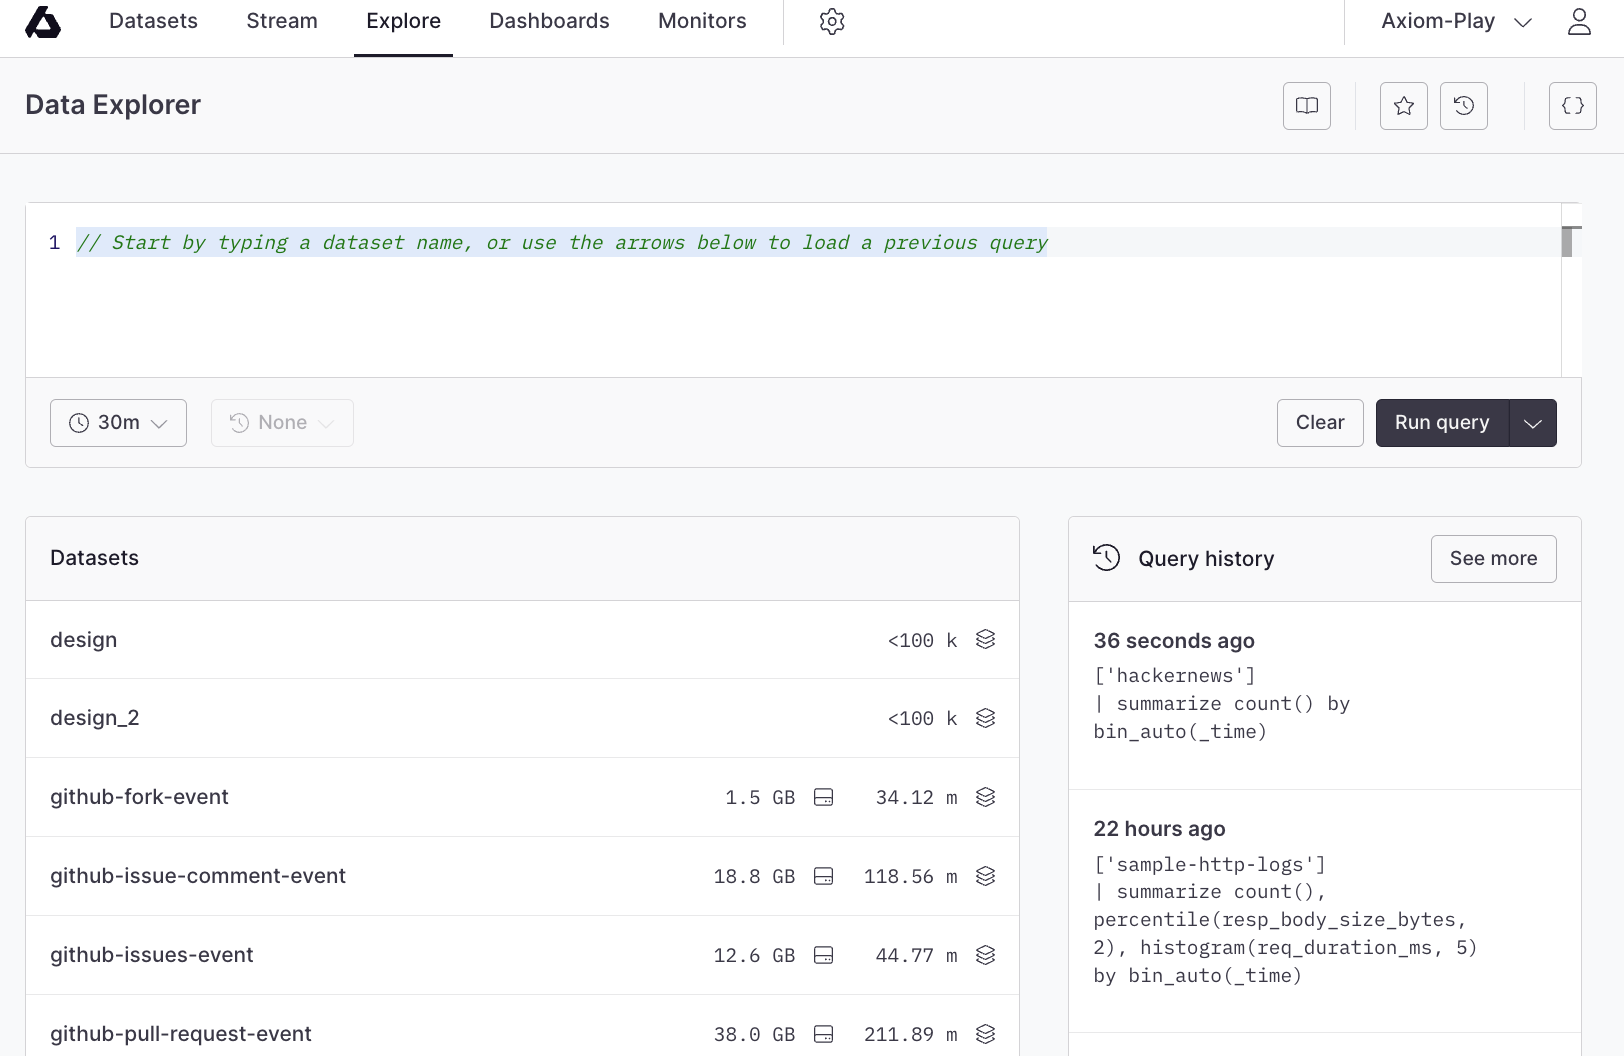 Datasets Stream Explore Dashboards Monitors Axiom-Play
Data Explorer
1 // Start by typing a dataset name, or use the arrows below to load a previous query
30m None Clear Run query
Datasets
design <100 k
design_2 <100 k
github-fork-event 1.5 GB 34.12 m
github-issue-comment-event 18.8 GB 118.56 m
github-issues-event 12.6 GB 44.77 m
github-pull-request-event 38.0 GB 211.89 m
Query history See more
36 seconds ago
['hackernews']
| summarize count() by
bin_auto(_time)
22 hours ago
['sample-http-logs']
| summarize count(),
percentile(resp_body_size_bytes,
2), histogram(req_duration_ms, 5)
by bin_auto(_time)